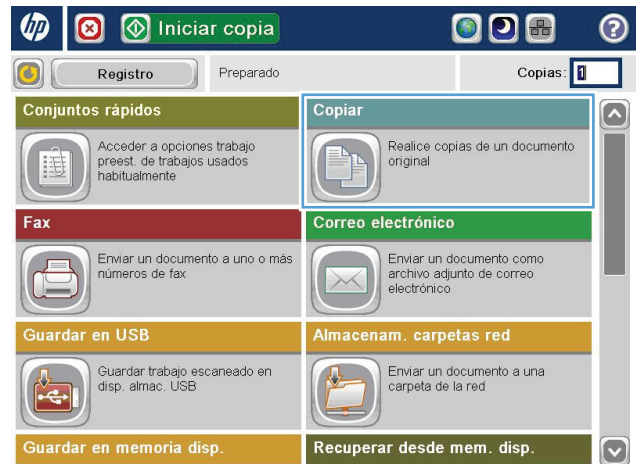 hp
Iniciar copia
?
Registro
Preparado
Copias: 1
Conjuntos rápidos
Acceder a opciones trabajo
preest. de trabajos usados
habitualmente
Copiar
Realice copias de un documento
original
Fax
Enviar un documento a uno o más
números de fax
Correo electrónico
Enviar un documento como
archivo adjunto de correo
electrónico
Guardar en USB
Guardar trabajo escaneado en
disp. almac. USB
Almacenam. carpetas red
Enviar un documento a una
carpeta de la red
Guardar en memoria disp.
Recuperar desde mem. disp.